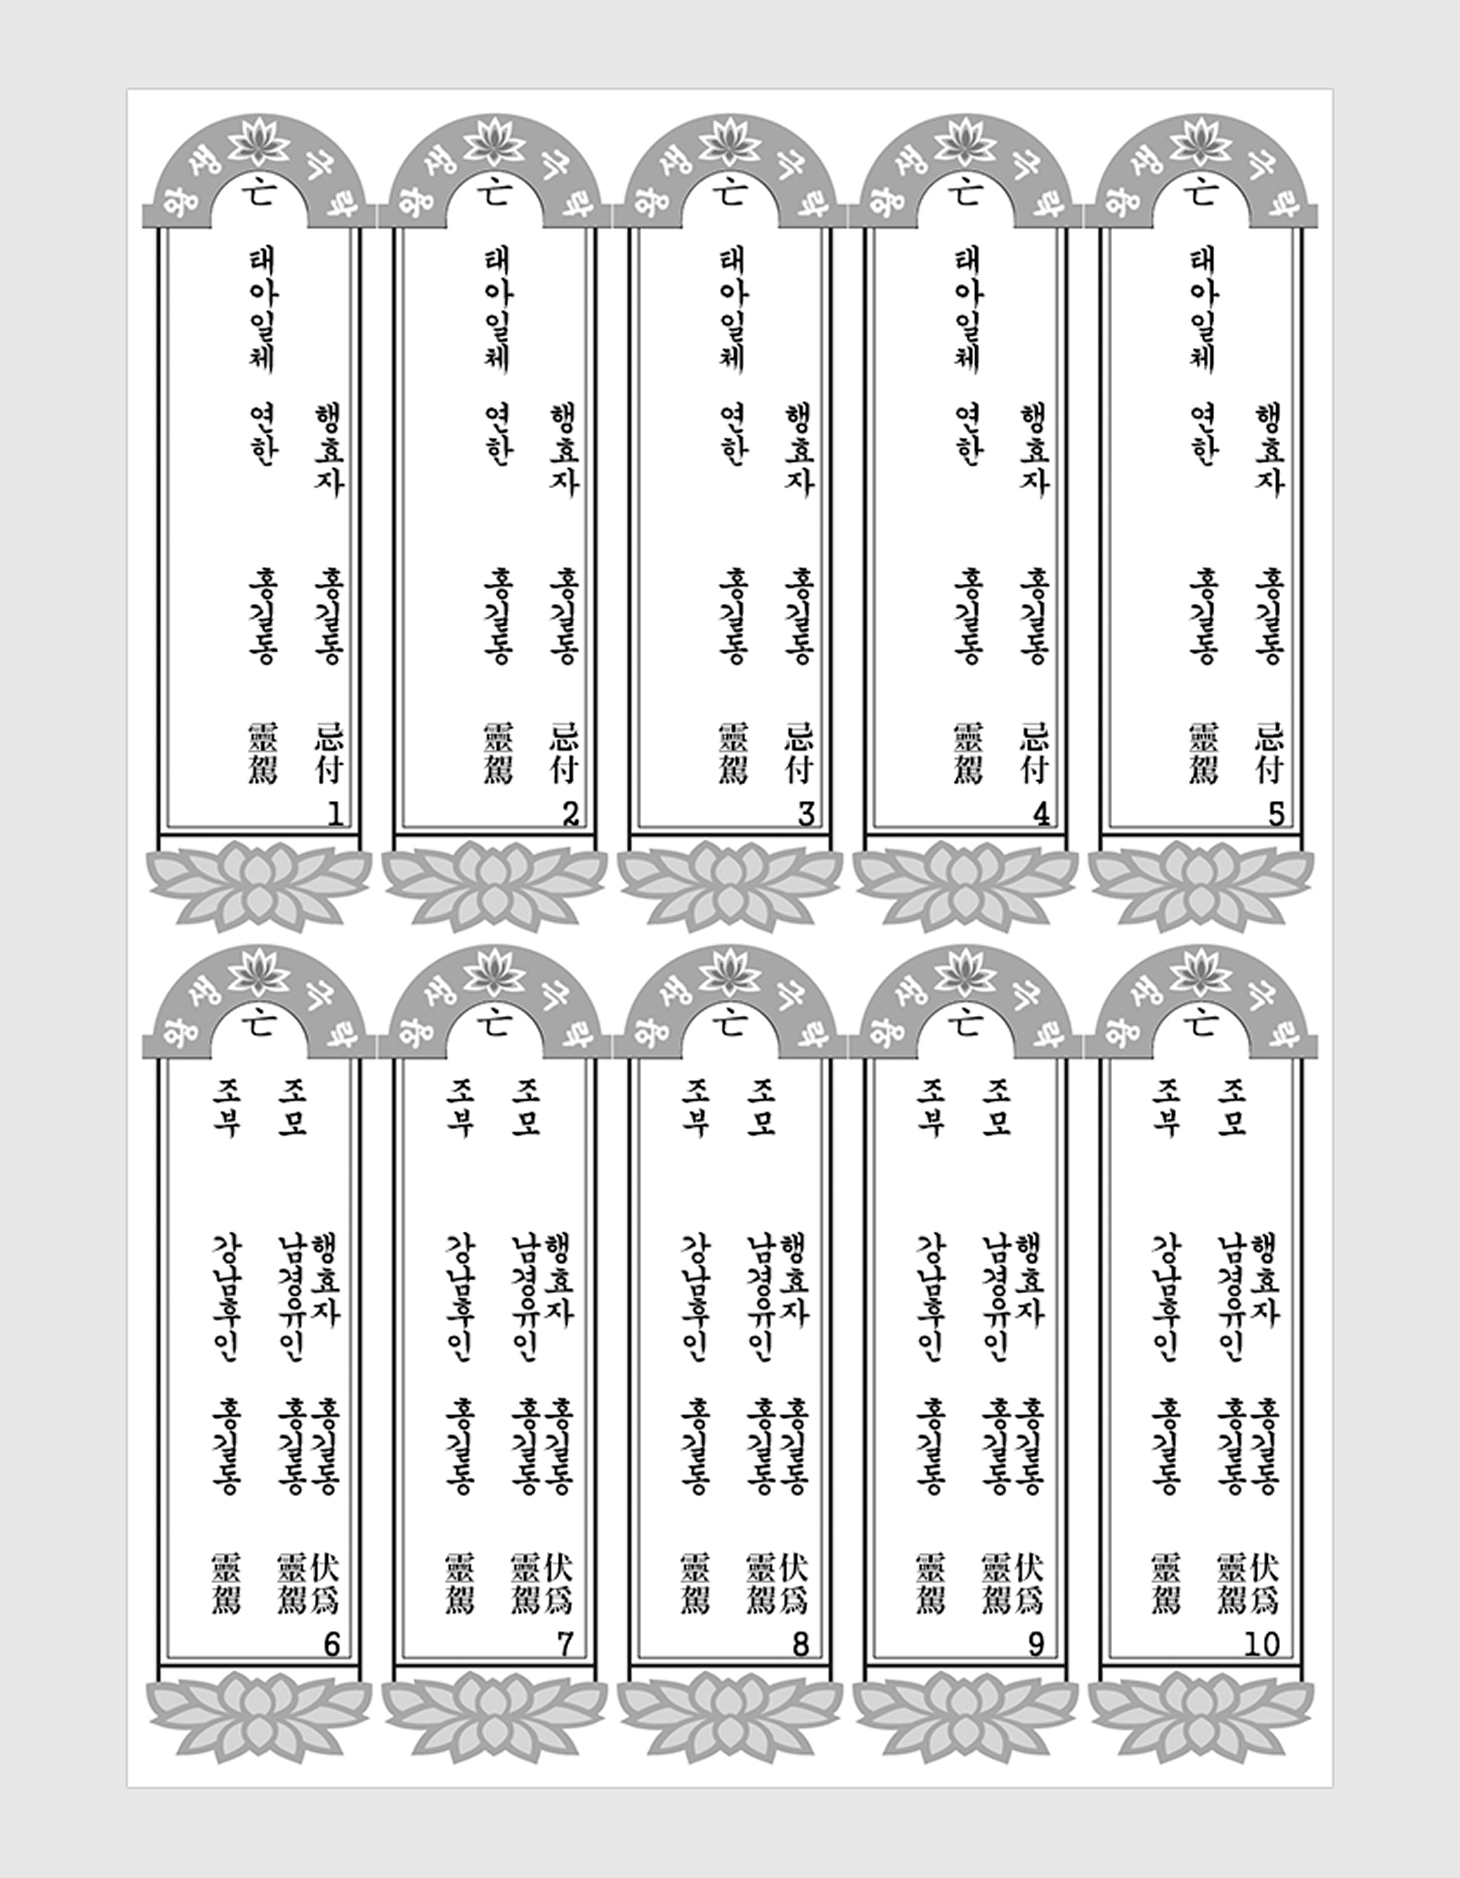 왕생극락
亡
태아일체 연한 홍길동 靈駕
행효자 홍길동 忌付
1
왕생극락
亡
태아일체 연한 홍길동 靈駕
행효자 홍길동 忌付
2
왕생극락
亡
태아일체 연한 홍길동 靈駕
행효자 홍길동 忌付
3
왕생극락
亡
태아일체 연한 홍길동 靈駕
행효자 홍길동 忌付
4
왕생극락
亡
태아일체 연한 홍길동 靈駕
행효자 홍길동 忌付
5
왕생극락
亡
조부 강남후인 홍길동 靈駕
조모 남경유인 홍길동 靈駕
행효자 홍길동 伏爲
6
왕생극락
亡
조부 강남후인 홍길동 靈駕
조모 남경유인 홍길동 靈駕
행효자 홍길동 伏爲
7
왕생극락
亡
조부 강남후인 홍길동 靈駕
조모 남경유인 홍길동 靈駕
행효자 홍길동 伏爲
8
왕생극락
亡
조부 강남후인 홍길동 靈駕
조모 남경유인 홍길동 靈駕
행효자 홍길동 伏爲
9
왕생극락
亡
조부 강남후인 홍길동 靈駕
조모 남경유인 홍길동 靈駕
행효자 홍길동 伏爲
10